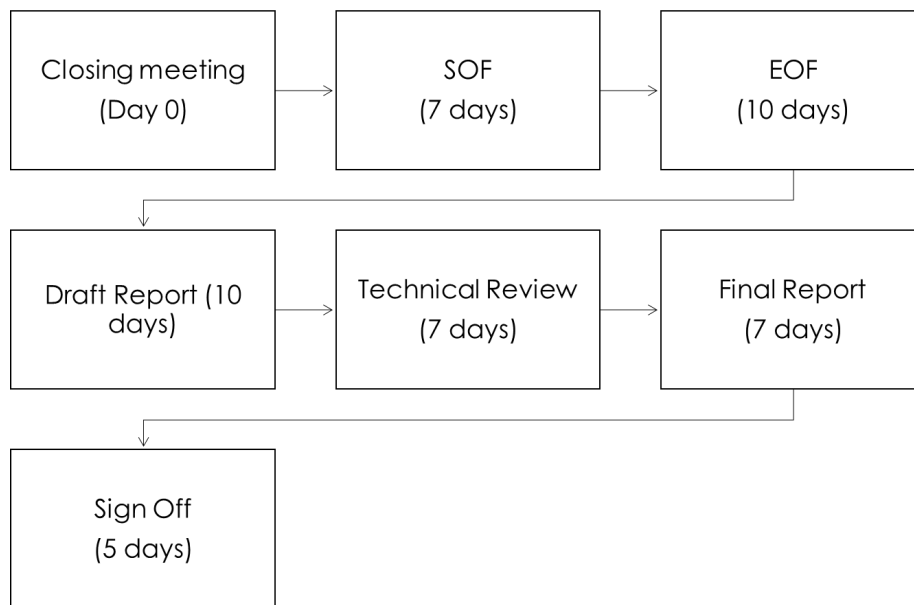 Closing meeting
(Day 0)
SOF
(7 days)
EOF
(10 days)
Draft Report (10
days)
Technical Review
(7 days)
Final Report
(7 days)
Sign Off
(5 days)